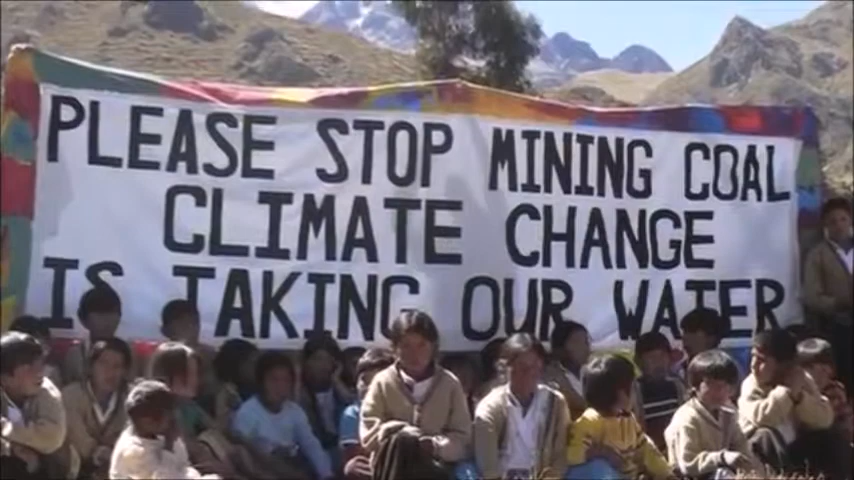 PLEASE STOP MINING COAL
CLIMATE CHANGE
IS TAKING OUR WATER